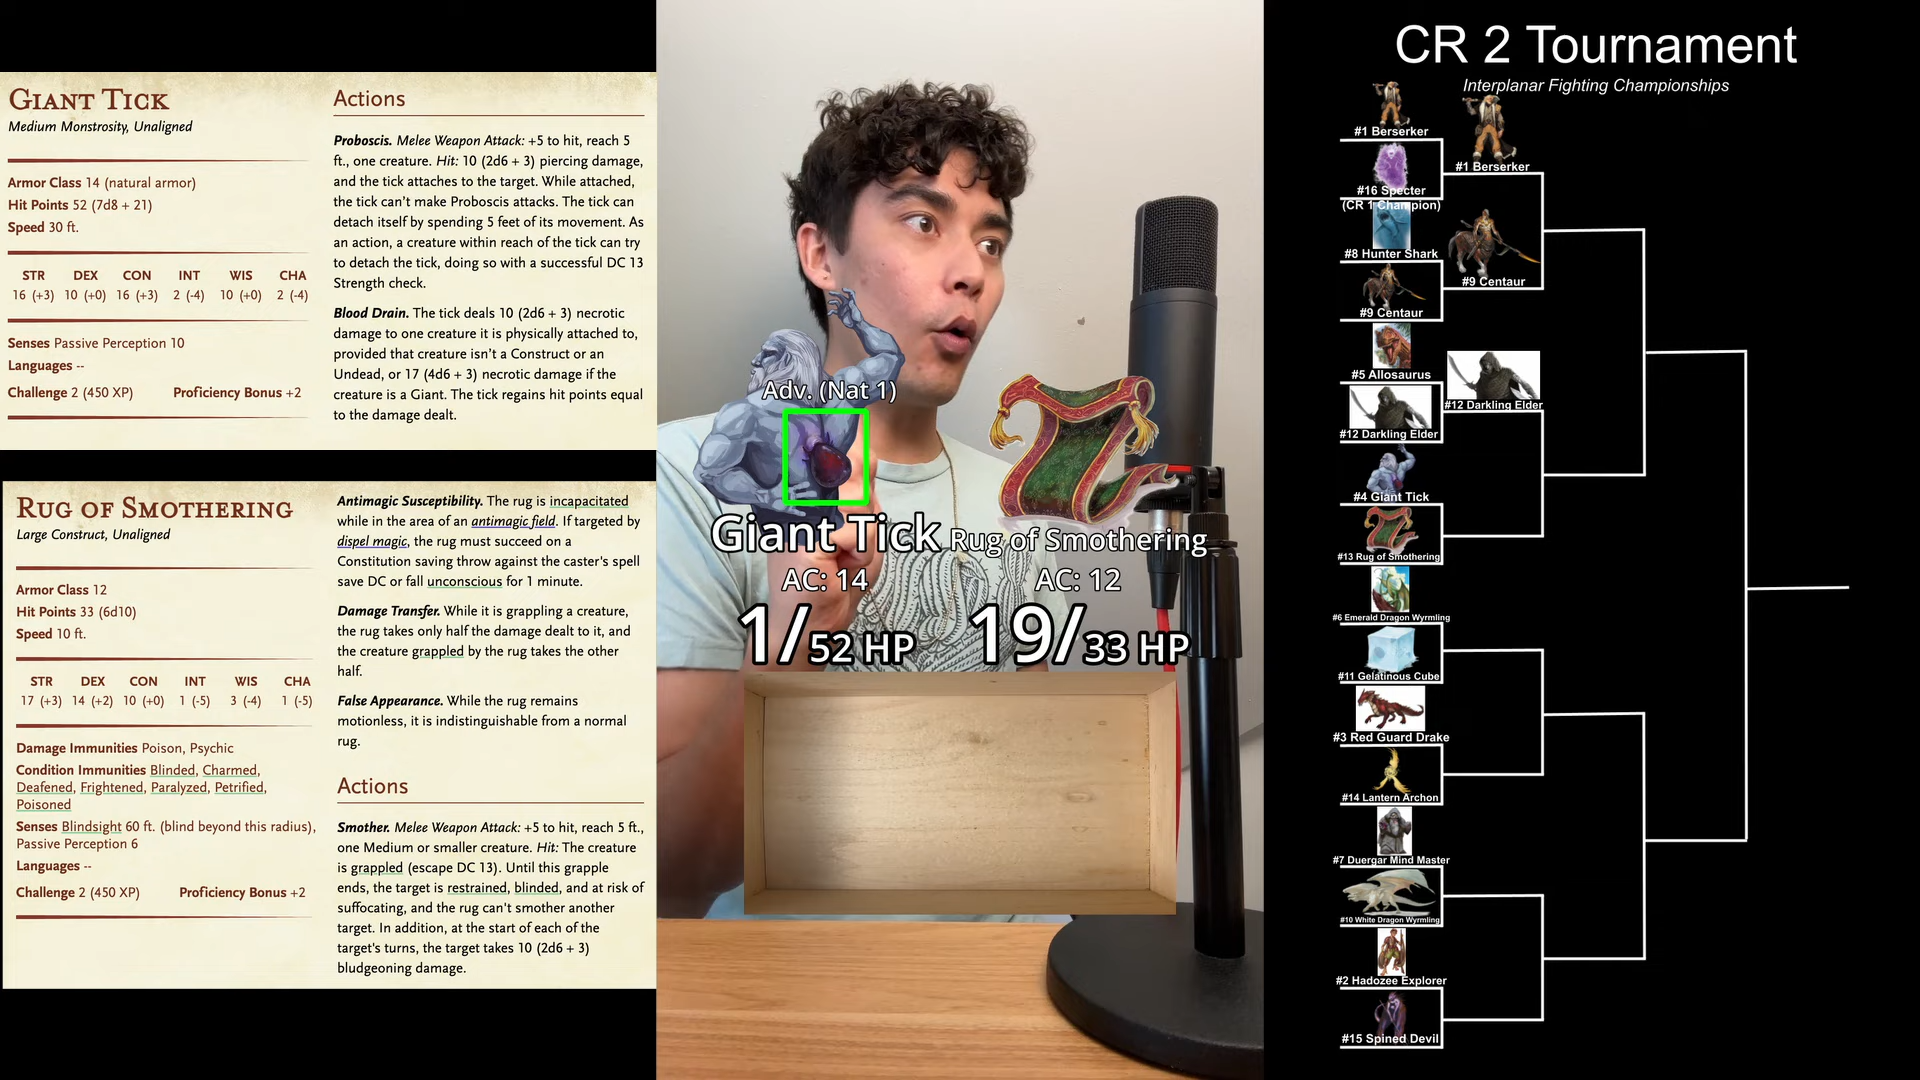 GIANT TICK
Medium Monstrosity, Unaligned
Armor Class 14 (natural armor)
Hit Points 52 (7d8 + 21)
Speed 30 ft.
STR DEX CON INT WIS CHA
16 (+3) 10 (+0) 16 (+3) 2 (-4) 10 (+0) 2 (-4)
Senses Passive Perception 10
Languages --
Challenge 2 (450 XP) Proficiency Bonus +2
Actions
Proboscis. Melee Weapon Attack: +5 to hit, reach 5
ft., one creature. Hit: 10 (2d6 + 3) piercing damage,
and the tick attaches to the target. While attached,
the tick can't make Proboscis attacks. The tick can
detach itself by spending 5 feet of its movement. As
an action, a creature within reach of the tick can try
to detach the tick, doing so with a successful DC 13
Strength check.
Blood Drain. The tick deals 10 (2d6 + 3) necrotic
damage to one creature it is physically attached to,
provided that creature isn't a Construct or an
Undead, or 17 (4d6 + 3) necrotic damage if the
creature is a Giant. The tick regains hit points equal
to the damage dealt.
RUG OF SMOTHERING
Large Construct, Unaligned
Armor Class 12
Hit Points 33 (6d10)
Speed 10 ft.
STR DEX CON INT WIS CHA
17 (+3) 14 (+2) 10 (+0) 1 (-5) 3 (-4) 1 (-5)
Damage Immunities Poison, Psychic
Condition Immunities Blinded, Charmed,
Deafened, Frightened, Paralyzed, Petrified,
Poisoned
Senses Blindsight 60 ft. (blind beyond this radius),
Passive Perception 6
Languages --
Challenge 2 (450 XP) Proficiency Bonus +2
Antimagic Susceptibility. The rug is incapacitated
while in the area of an antimagic field. If targeted by
dispel magic, the rug must succeed on a
Constitution saving throw against the caster's spell
save DC or fall unconscious for 1 minute.
Damage Transfer. While it is grappling a creature,
the rug takes only half the damage dealt to it, and
the creature grappled by the rug takes the other
half.
False Appearance. While the rug remains
motionless, it is indistinguishable from a normal
rug.
Actions
Smother. Melee Weapon Attack: +5 to hit, reach 5 ft.,
one Medium or smaller creature. Hit: The creature
is grappled (escape DC 13). Until this grapple
ends, the target is restrained, blinded, and at risk of
suffocating, and the rug can't smother another
target. In addition, at the start of each of the
target's turns, the target takes 10 (2d6 + 3)
bludgeoning damage.
Adv. (Nat 1)
Giant Tick
AC: 14
1/52 HP
Rug of Smothering
AC: 12
19/33 HP
CR 2 Tournament
Interplanar Fighting Championships
#1 Berserker
#16 Specter
(CR 1 Champion)
#8 Hunter Shark
#9 Centaur
#5 Allosaurus
#12 Darkling Elder
#4 Giant Tick
#13 Rug of Smothering
#6 Emerald Dragon Wyrmling
#11 Gelatinous Cube
#3 Red Guard Drake
#14 Lantern Archon
#7 Duergar Mind Master
#10 White Dragon Wyrmling
#2 Hadozee Explorer
#15 Spined Devil
#1 Berserker
#9 Centaur
#12 Darkling Elder